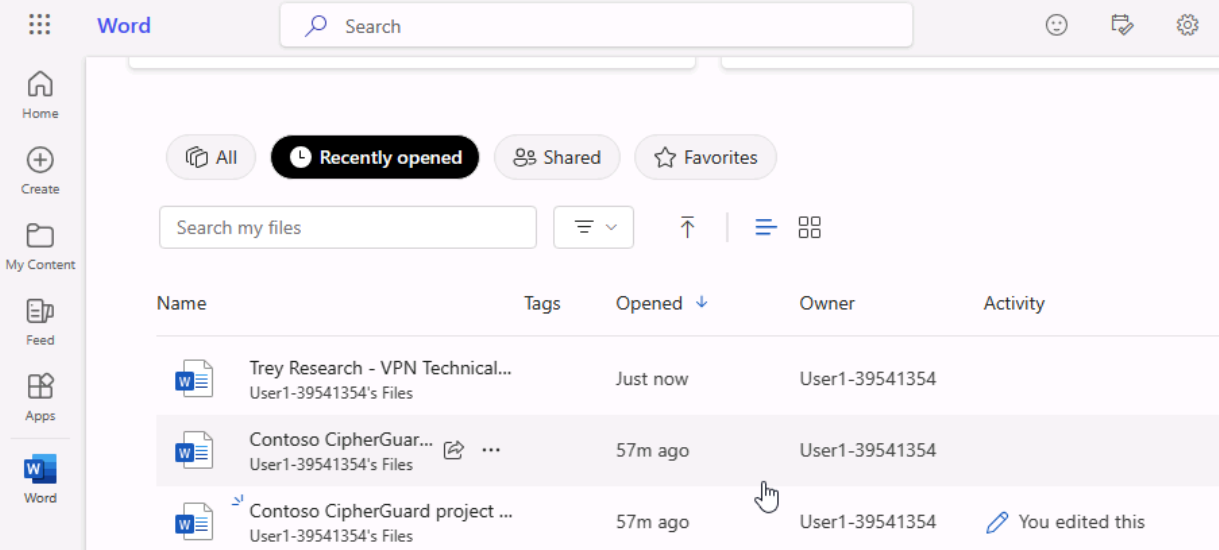 Word
Search
Home
Create
My Content
Feed
Apps
Word
All
Recently opened
Shared
Favorites
Search my files
Name Tags Opened Owner Activity
Trey Research - VPN Technical... Just now User1-39541354
User1-39541354's Files
Contoso CipherGuar... 57m ago User1-39541354
User1-39541354's Files
Contoso CipherGuard project ... 57m ago User1-39541354 You edited this
User1-39541354's Files